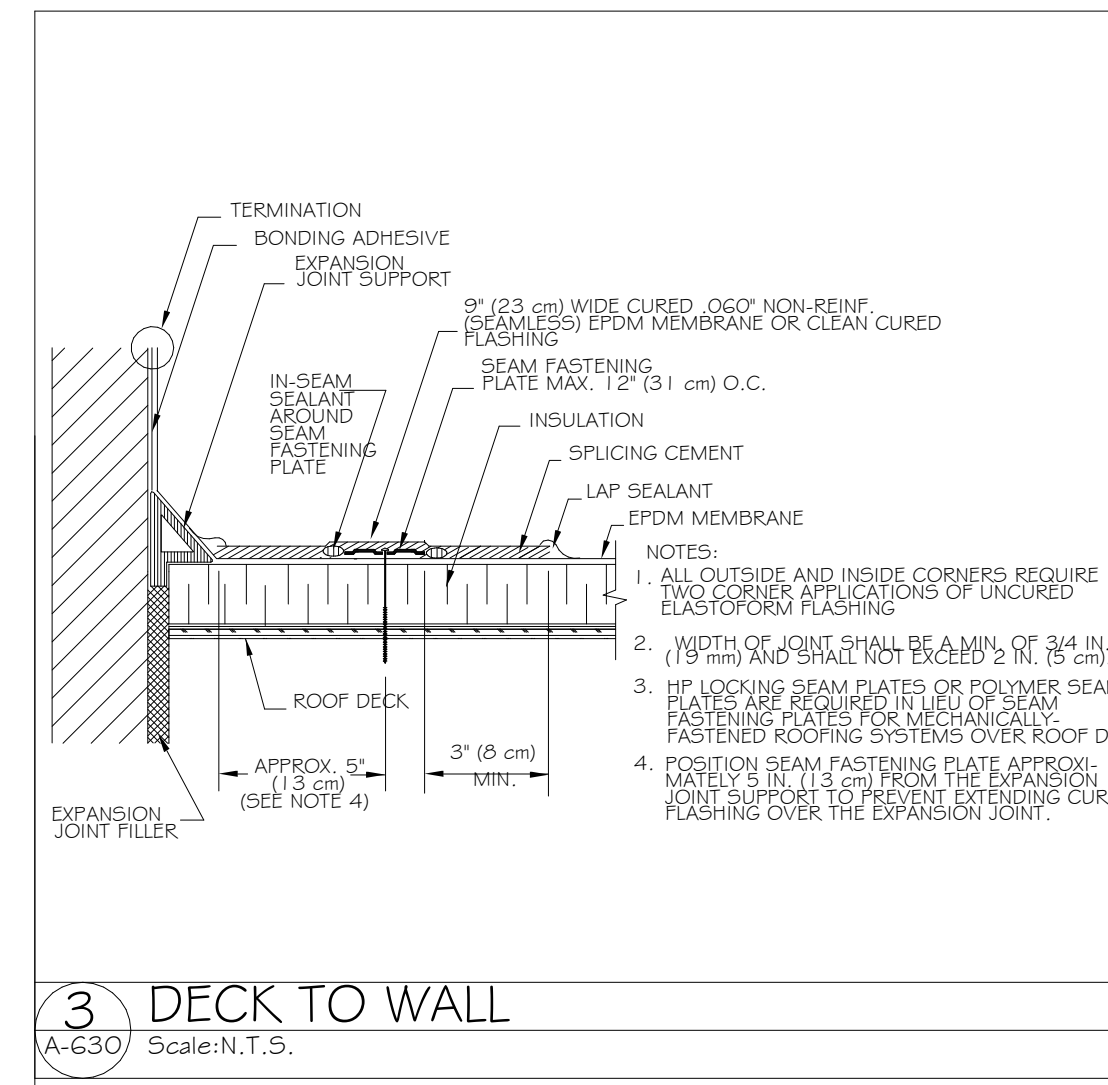 TERMINATION
BONDING ADHESIVE
EXPANSION
JOINT SUPPORT
9" (23 cm) WIDE CURED .060" NON-REINF.
(SEAMLESS) EPDM MEMBRANE OR CLEAN CURED
FLASHING
SEAM FASTENING
PLATE MAX. 12" (31 cm) O.C.
IN-SEAM
SEALANT
AROUND
SEAM
FASTENING
PLATE
INSULATION
SPLICING CEMENT
LAP SEALANT
EPDM MEMBRANE
NOTES:
1. ALL OUTSIDE AND INSIDE CORNERS REQUIRE
TWO CORNER APPLICATIONS OF UNCURED
ELASTOFORM FLASHING
2. WIDTH OF JOINT SHALL BE A MIN. OF 3/4 IN.
(19 mm) AND SHALL NOT EXCEED 2 IN. (5 cm).
3. HP LOCKING SEAM PLATES OR POLYMER
PLATES ARE REQUIRED IN LIEU OF SEAM
FASTENING PLATES FOR MECHANICALLY-
FASTENED ROOFING SYSTEMS OVER ROOF
4. POSITION SEAM FASTENING PLATE APPROXI-
MATELY 5 IN. (13 cm) FROM THE EXPANSION
JOINT SUPPORT TO PREVENT EXTENDING
FLASHING OVER THE EXPANSION JOINT.
ROOF DECK
APPROX. 5"
(13 cm)
(SEE NOTE 4)
3" (8 cm)
MIN.
EXPANSION
JOINT FILLER
3 DECK TO WALL
A-630 Scale:N.T.S.